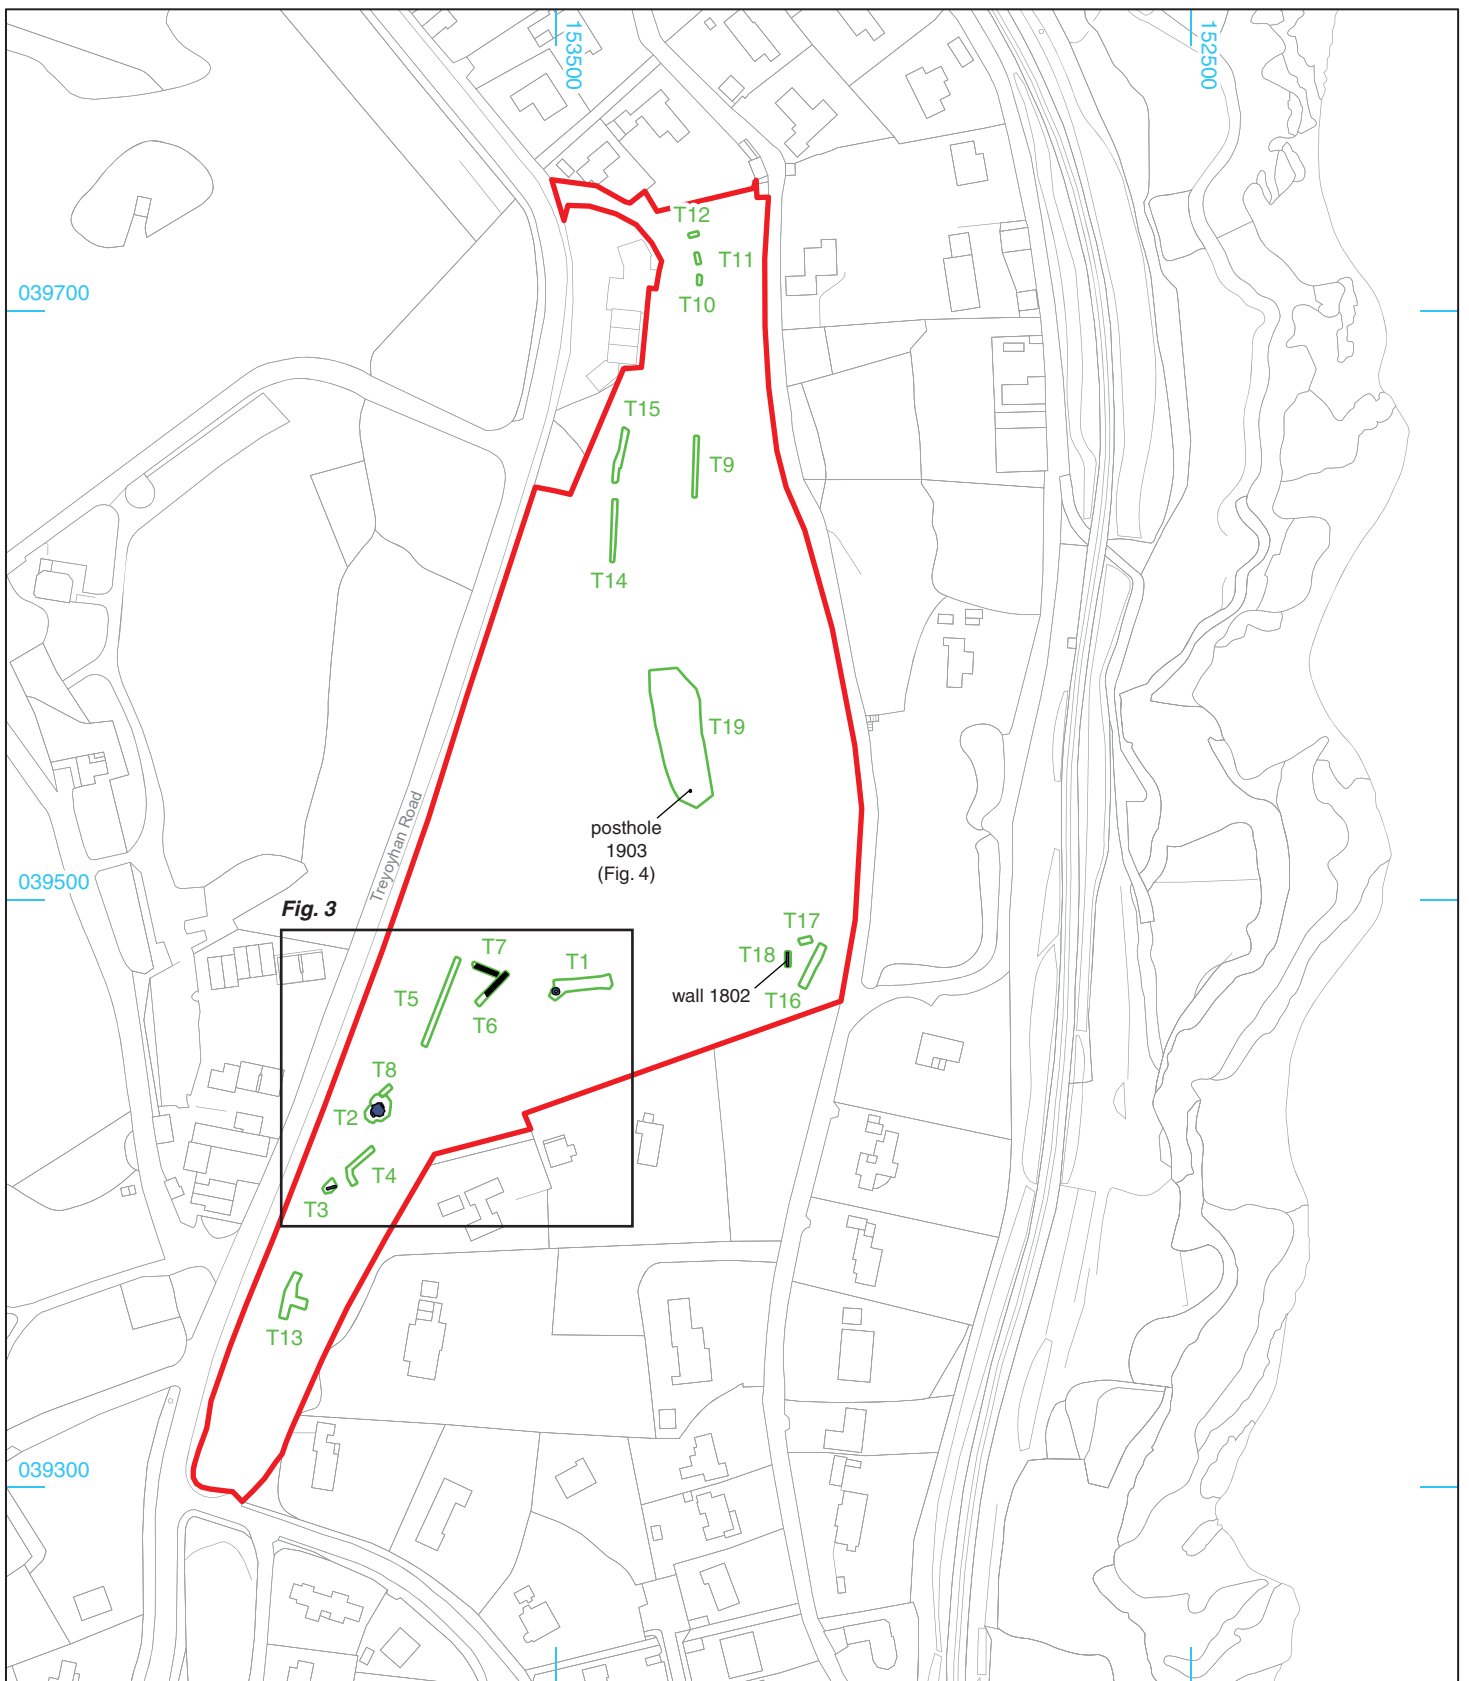 153500
152500
T12
T11
039700
T10
T15
T9
T14
T19
posthole
1903
(Fig. 4)
Treyoyhan Road
039500
Fig. 3
T17
T7
T1
T18
T5
wall 1802
T16
T6
T8
T2
T4
T3
T13
039300